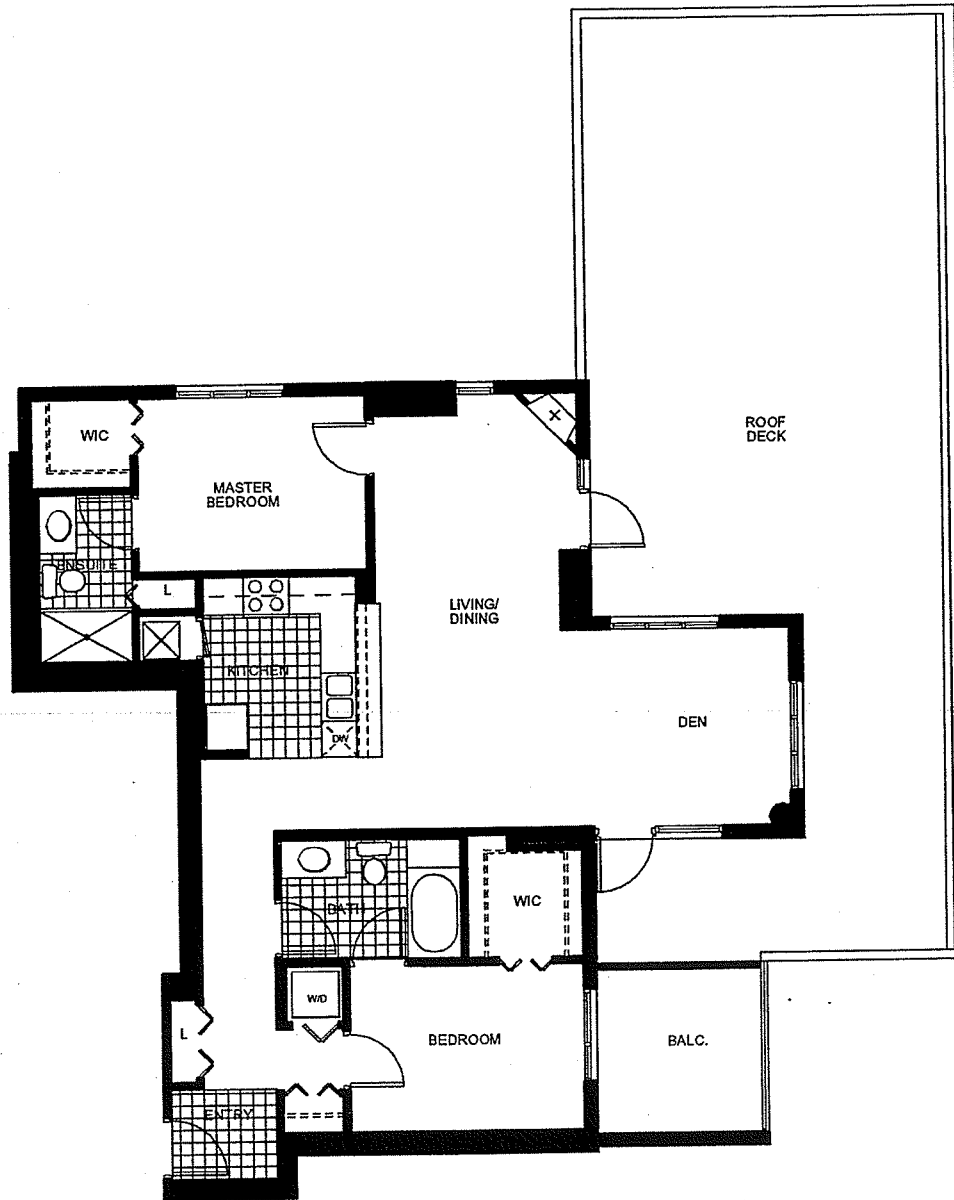 ROOF
DECK
WIC
MASTER
BEDROOM
ENSUITE
L
LIVING/
DINING
KITCHEN
DEN
DW
WIC
BATH
W/D
L
BEDROOM
BALC.
ENTRY